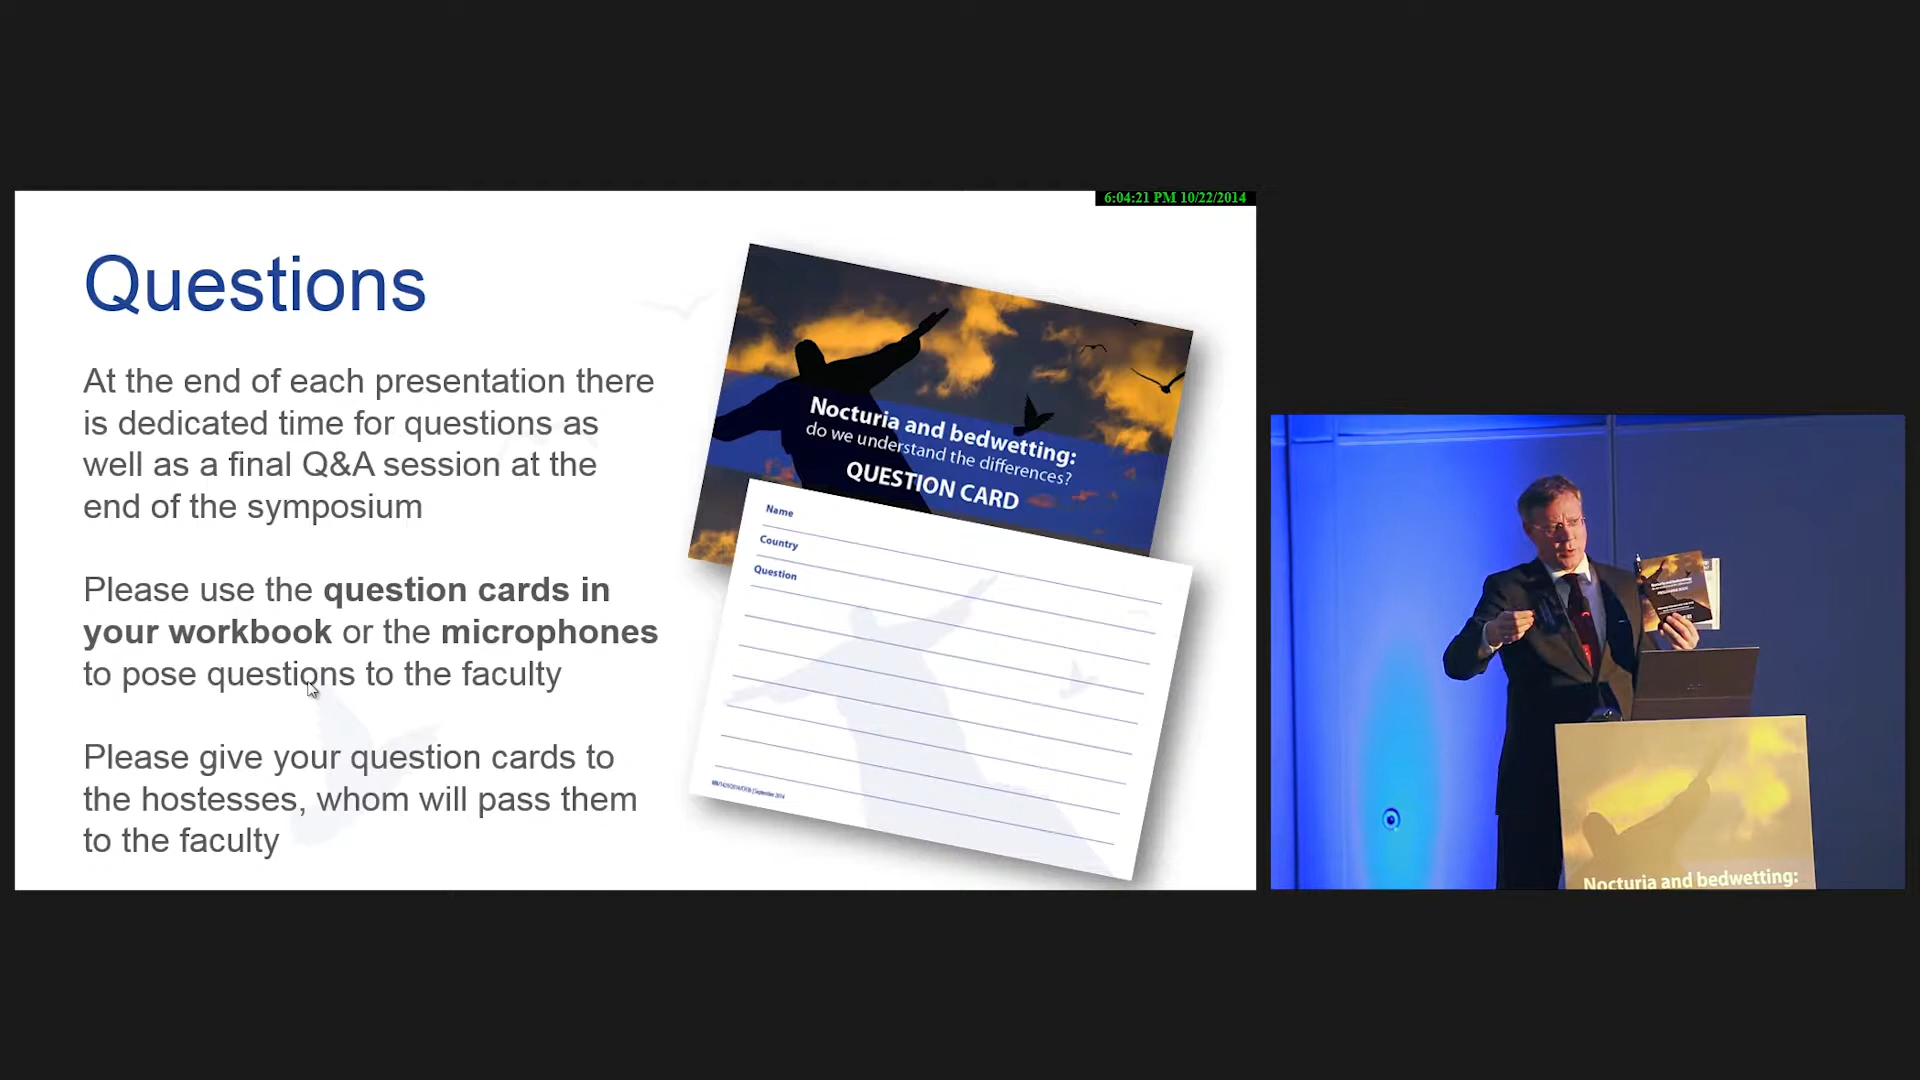 6:04:21 PM 10/22/2014
Questions
At the end of each presentation there
is dedicated time for questions as
well as a final Q&A session at the
end of the symposium
Please use the question cards in
your workbook or the microphones
to pose questions to the faculty
Please give your question cards to
the hostesses, whom will pass them
to the faculty
Nocturia and bedwetting:
do we understand the differences?
QUESTION CARD
Name
Country
Question
Nocturia and bedwetting: